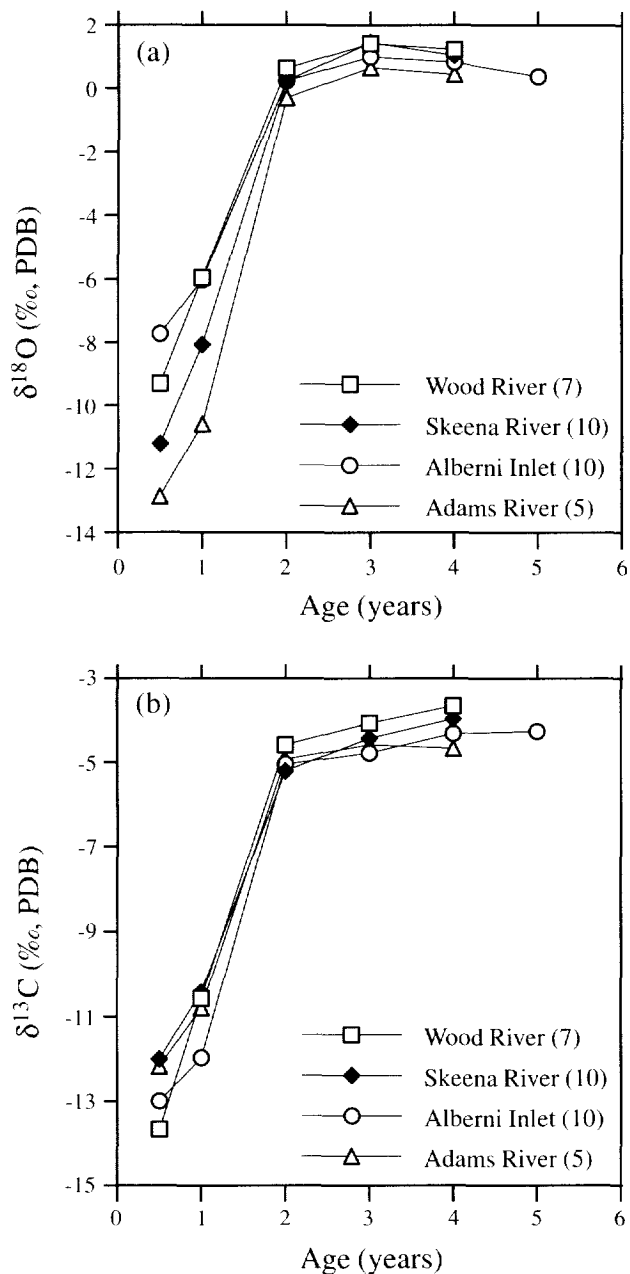 2
(a)
0
-2
-4
-6
-8
-10
-12
-14
δ¹⁸O (‰, PDB)
Wood River (7)
Skeena River (10)
Alberni Inlet (10)
Adams River (5)
0 1 2 3 4 5 6
Age (years)
-3
(b)
-5
-7
-9
-11
-13
-15
δ¹³C (‰, PDB)
Wood River (7)
Skeena River (10)
Alberni Inlet (10)
Adams River (5)
0 1 2 3 4 5 6
Age (years)